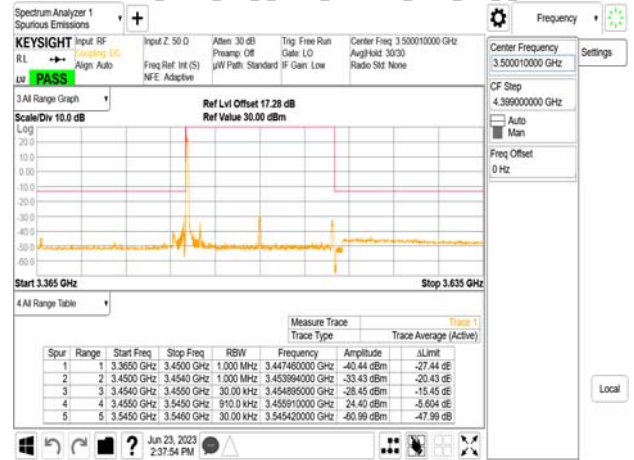 Spectrum Analyzer 1
Spurious Emissions
+
Frequency
KEYSIGHT Input: RF Input Z: 50 Ω Atten: 30 dB Trig: Free Run Center Freq: 3.500010000 GHz
RL Coupling: DC Preamp: Off Gate: LO Avg|Hold: 30/30
Align: Auto Freq Ref: Int (S) µW Path: Standard IF Gain: Low Radio Std: None
NFE: Adaptive
PASS
Center Frequency
3.500010000 GHz
Settings
CF Step
4.399000000 GHz
Auto
Man
Freq Offset
0 Hz
3 All Range Graph
Ref Lvl Offset 17.28 dB
Scale/Div 10.0 dB Ref Value 30.00 dBm
Log
20.0
10.0
0.00
-10.0
-20.0
-30.0
-40.0
-50.0
-60.0
Start 3.365 GHz Stop 3.635 GHz
4 All Range Table
Measure Trace Trace 1
Trace Type Trace Average (Active)
Spur Range Start Freq Stop Freq RBW Frequency Amplitude ΔLimit
1 1 3.3650 GHz 3.4500 GHz 1.000 MHz 3.447460000 GHz -40.44 dBm -27.44 dB
2 2 3.4500 GHz 3.4540 GHz 1.000 MHz 3.453994000 GHz -33.43 dBm -20.43 dB
3 3 3.4540 GHz 3.4550 GHz 30.00 kHz 3.454895000 GHz -28.45 dBm -15.45 dB
4 4 3.4550 GHz 3.5450 GHz 910.0 kHz 3.455910000 GHz 24.40 dBm -5.604 dB
5 5 3.5450 GHz 3.5460 GHz 30.00 kHz 3.545420000 GHz -60.99 dBm -47.99 dB
Local
?
Jun 23, 2023
2:37:54 PM